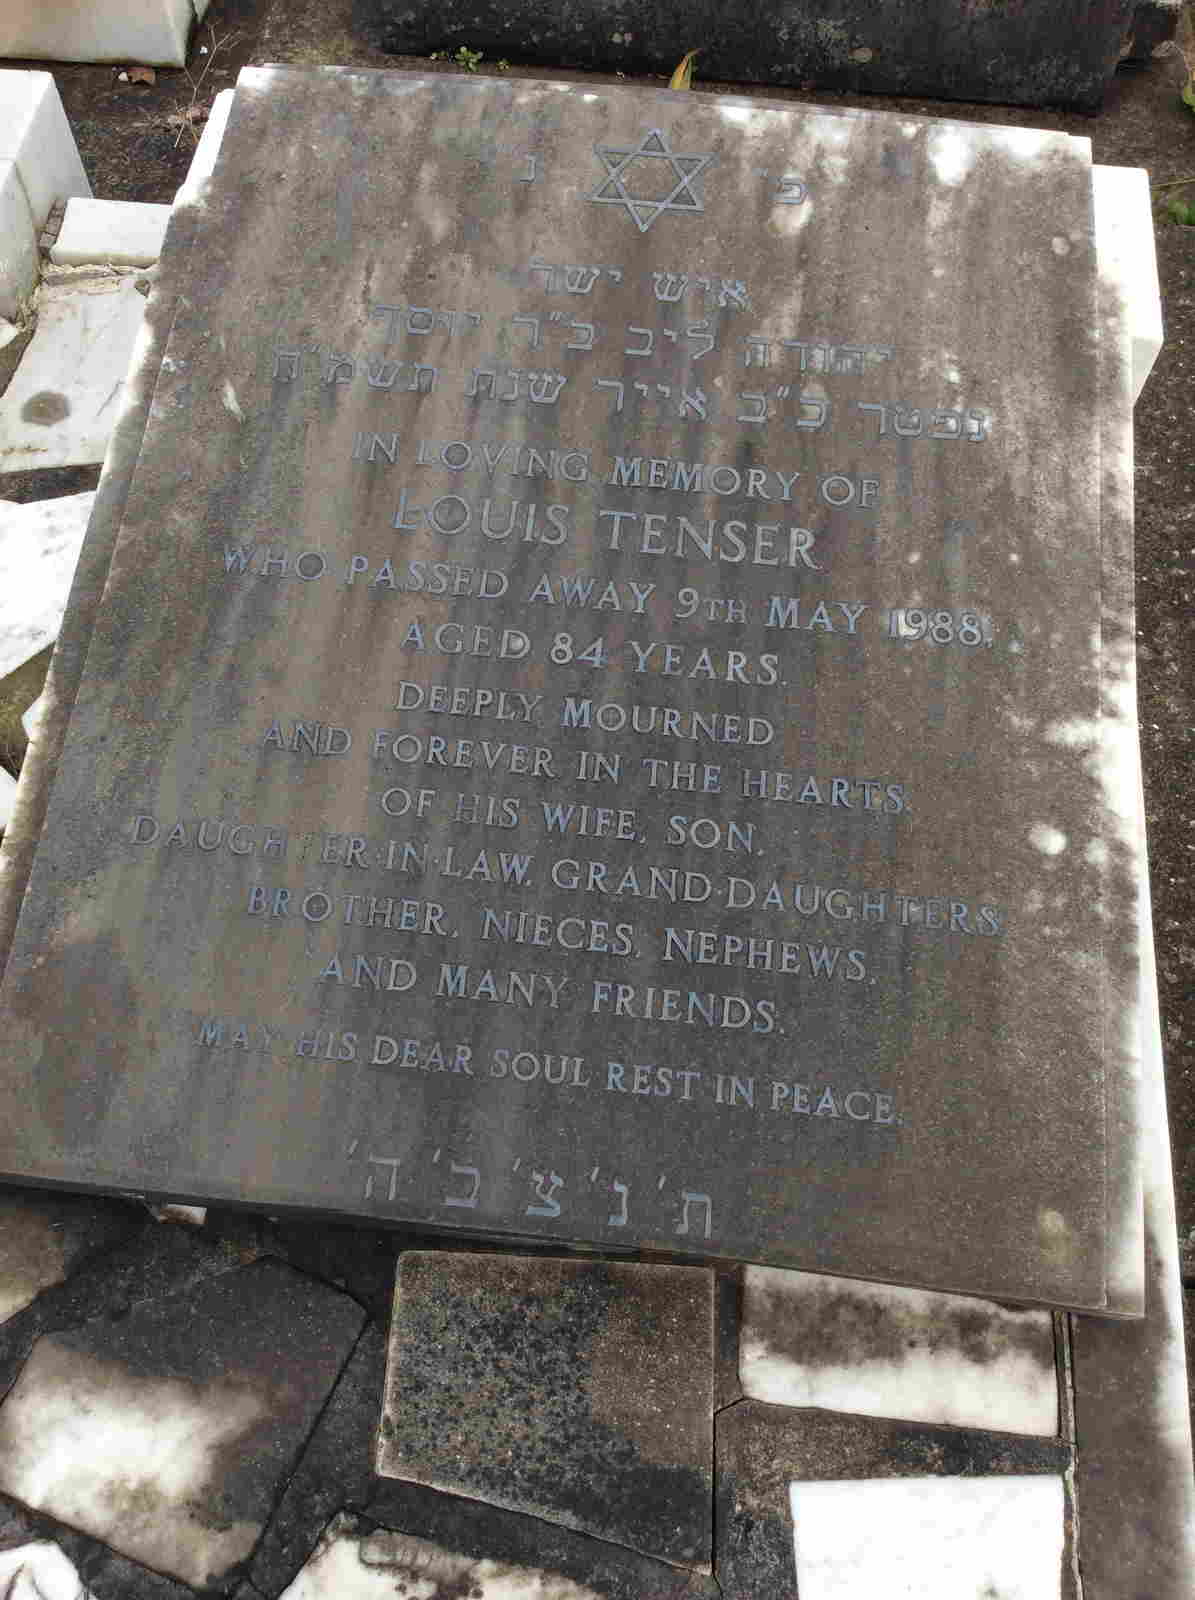 פ' נ'
איש ישר
יהודה ליב ב"ר יוסף
נפטר כ"ב אייר שנת תשמ"ח
IN LOVING MEMORY OF
LOUIS TENSER
WHO PASSED AWAY 9TH MAY 1988,
AGED 84 YEARS.
DEEPLY MOURNED
AND FOREVER IN THE HEARTS
OF HIS WIFE, SON,
DAUGHTER-IN-LAW, GRAND-DAUGHTERS
BROTHER, NIECES, NEPHEWS,
AND MANY FRIENDS.
MAY HIS DEAR SOUL REST IN PEACE.
ת' נ' צ' ב' ה'